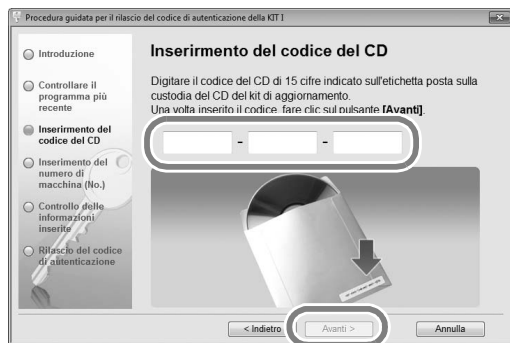 Procedura guidata per il rilascio del codice di autenticazione della KIT I
Introduzione
Controllare il
programma più
recente
Inserirmento del
codice del CD
Inserimento del
numero di
macchina (No.)
Controllo delle
informazioni
inserite
Rilascio del codice
di autenticazione
Inserirmento del codice del CD
Digitare il codice del CD di 15 cifre indicato sull'etichetta posta sulla
custodia del CD del kit di aggiornamento.
Una volta inserito il codice, fare clic sul pulsante [Avanti].
- -
< Indietro
Avanti >
Annulla